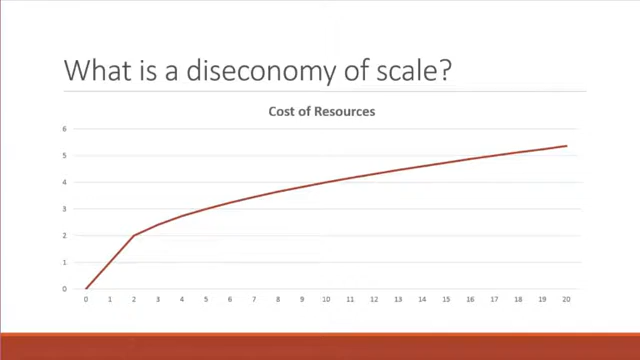 What is a diseconomy of scale?
Cost of Resources
6
5
4
3
2
1
0
0 1 2 3 4 5 6 7 8 9 10 11 12 13 14 15 16 17 18 19 20